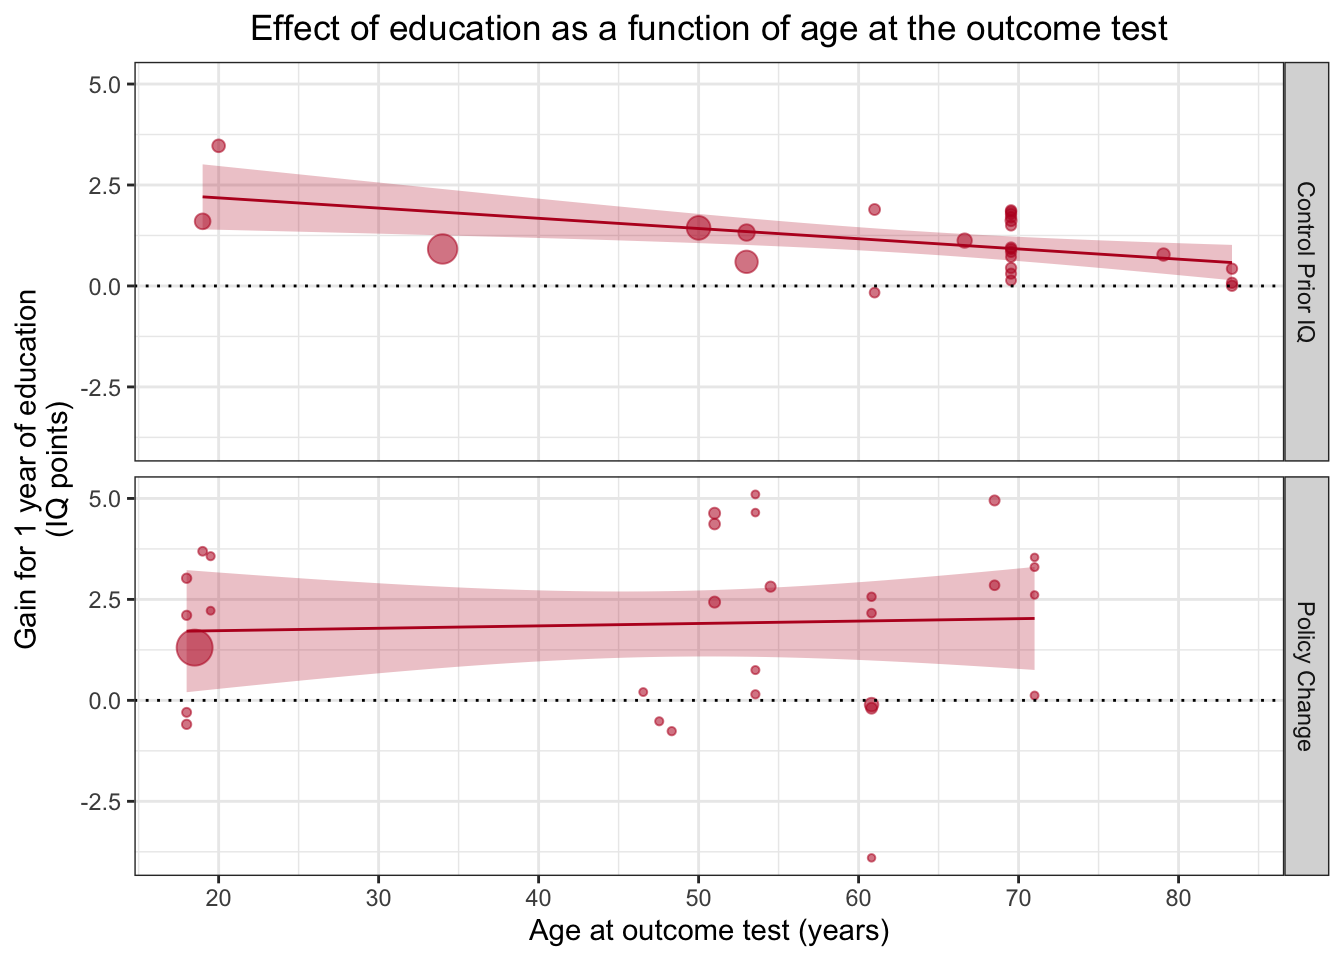 Effect of education as a function of age at the outcome test
Gain for 1 year of education
(IQ points)
5.0
2.5
0.0
-2.5
Control Prior IQ
5.0
2.5
0.0
-2.5
Policy Change
20 30 40 50 60 70 80
Age at outcome test (years)